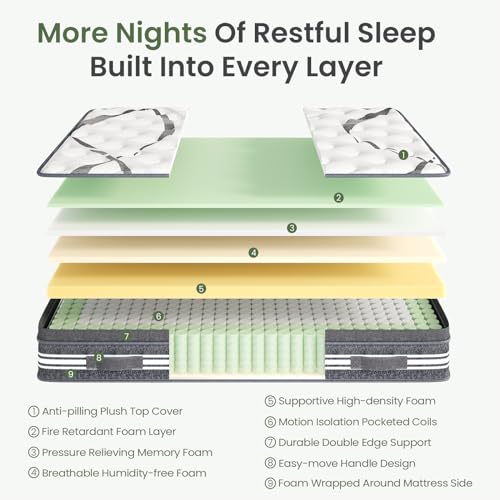 More Nights Of Restful Sleep
Built Into Every Layer
1
2
3
4
5
6
7
8
9
① Anti-pilling Plush Top Cover
② Fire Retardant Foam Layer
③ Pressure Relieving Memory Foam
④ Breathable Humidity-free Foam
⑤ Supportive High-density Foam
⑥ Motion Isolation Pocketed Coils
⑦ Durable Double Edge Support
⑧ Easy-move Handle Design
⑨ Foam Wrapped Around Mattress Side